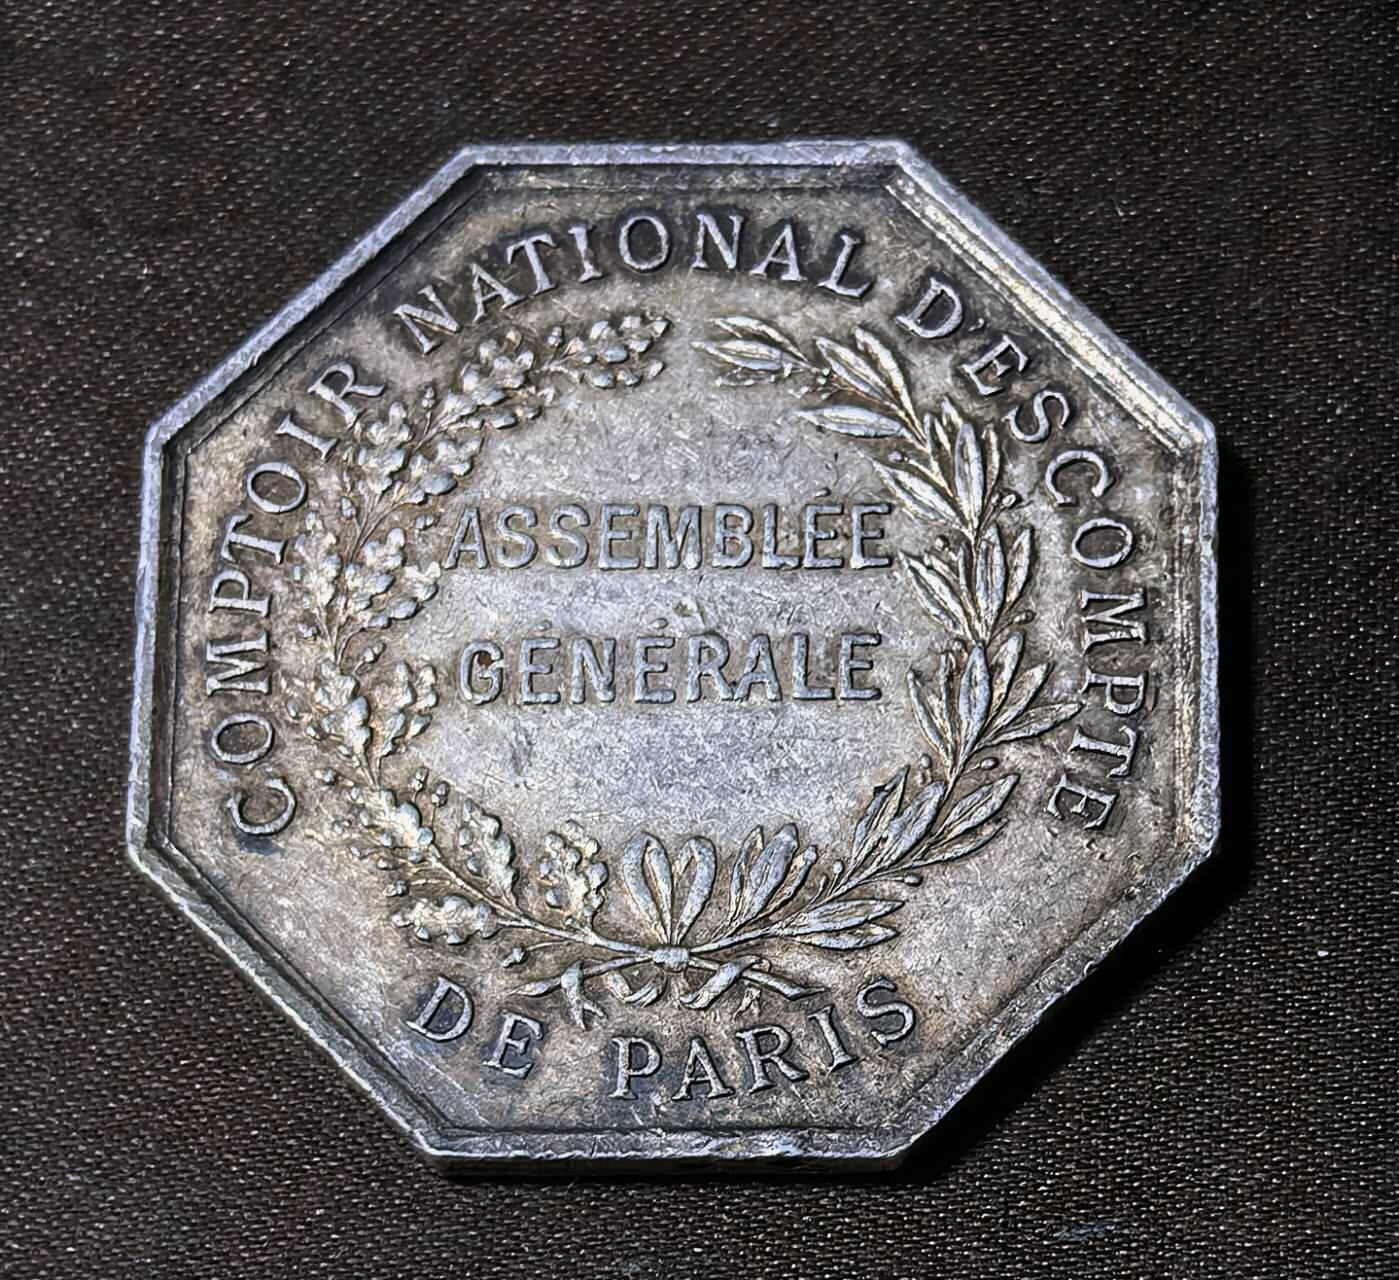 COMPTOIR NATIONAL D'ESCOMPTE
ASSEMBLÉE
GÉNÉRALE
DE PARIS